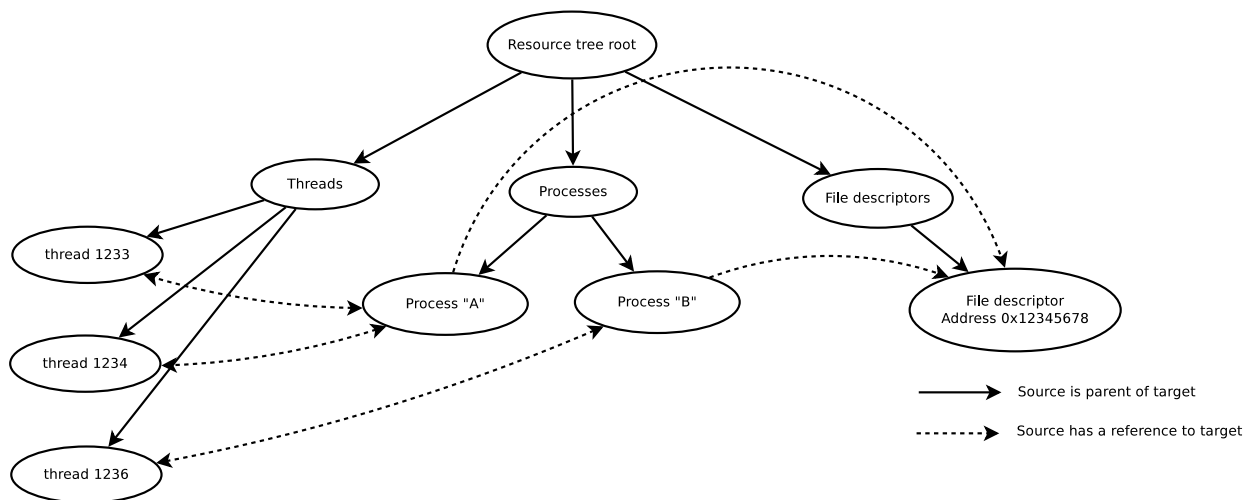 Resource tree root
Threads
Processes
File descriptors
thread 1233
Process "A"
Process "B"
File descriptor
Address 0x12345678
thread 1234
thread 1236
Source is parent of target
Source has a reference to target